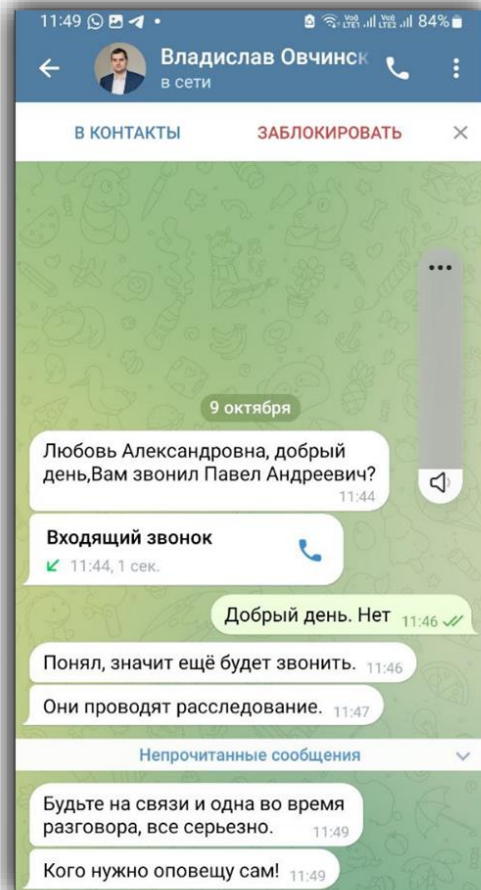 11:49 84%
Владислав Овчинск
в сети
В КОНТАКТЫ ЗАБЛОКИРОВАТЬ
9 октября
Любовь Александровна, добрый
день,Вам звонил Павел Андреевич?
11:44
Входящий звонок
11:44, 1 сек.
Добрый день. Нет 11:46
Понял, значит ещё будет звонить. 11:46
Они проводят расследование. 11:47
Непрочитанные сообщения
Будьте на связи и одна во время
разговора, все серьезно. 11:49
Кого нужно оповещу сам! 11:49